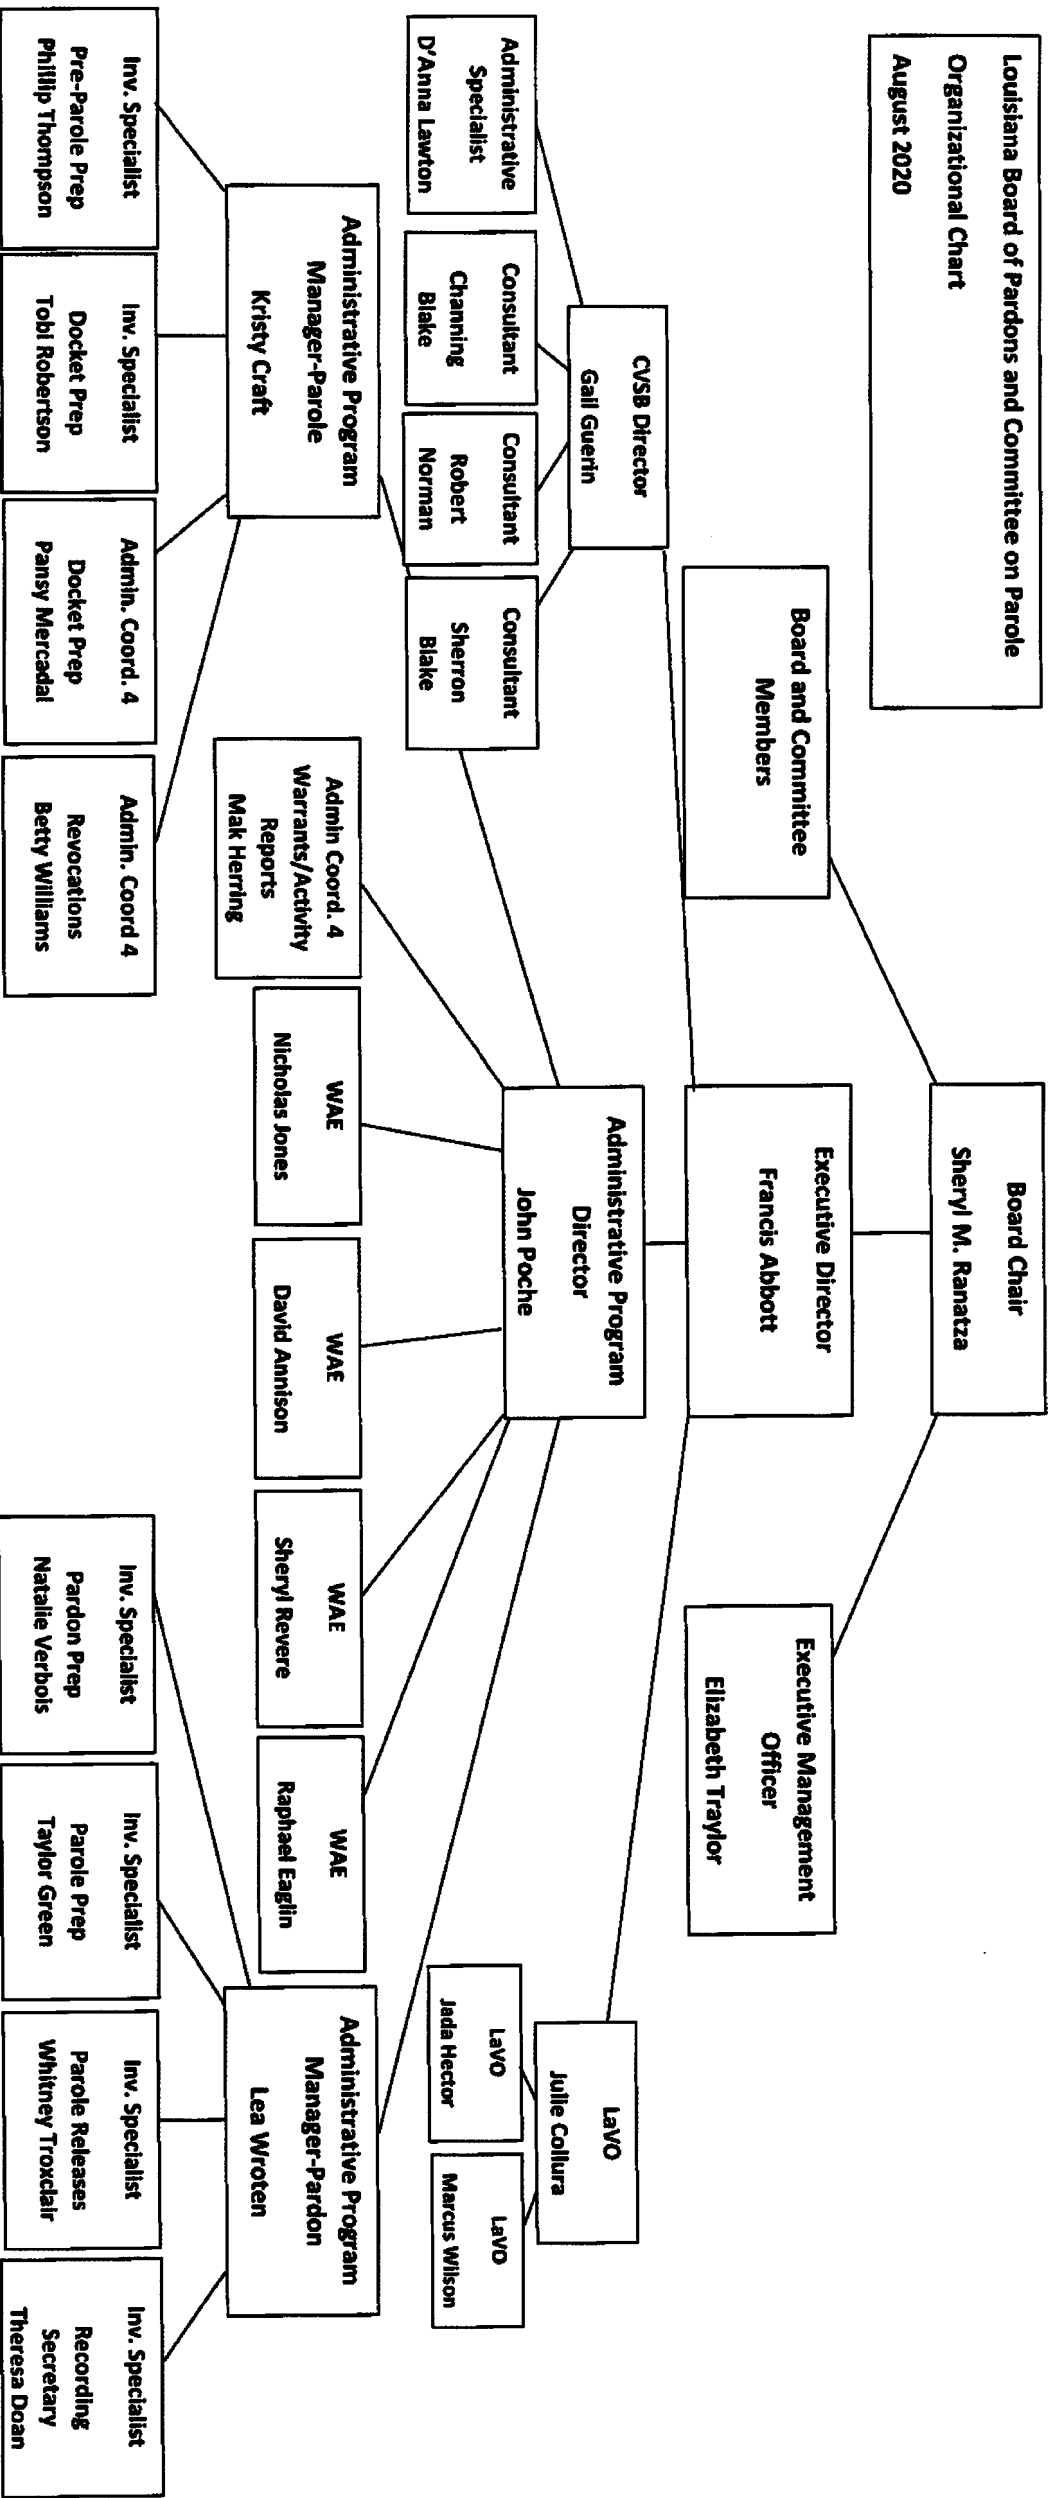 Louisiana Board of Pardons and Committee on Parole
Organizational Chart
August 2020
Board Chair
Sheryl M. Ranatza
Board and Committee
Members
Executive Director
Francis Abbott
Executive Management
Officer
Elizabeth Traylor
CVSB Director
Gail Guerin
Administrative Program
Director
John Poche
LaVO
Julie Collura
Administrative
Specialist
D'Anna Lawton
Consultant
Channing
Blake
Consultant
Robert
Norman
Consultant
Sherron
Blake
LaVO
Jada Hector
LaVO
Marcus Wilson
Administrative Program
Manager-Parole
Kristy Craft
Admin Coord. 4
Warrants/Activity
Reports
Mak Herring
WAE
Nicholas Jones
WAE
David Annison
WAE
Sheryl Revere
WAE
Raphael Eaglin
Administrative Program
Manager-Pardon
Lea Wroten
Inv. Specialist
Pre-Parole Prep
Phillip Thompson
Inv. Specialist
Docket Prep
Tobi Robertson
Admin. Coord. 4
Docket Prep
Pansy Mercadal
Admin. Coord 4
Revocations
Betty Williams
Inv. Specialist
Pardon Prep
Natalie Verbois
Inv. Specialist
Parole Prep
Taylor Green
Inv. Specialist
Parole Releases
Whitney Troxclair
Inv. Specialist
Recording
Secretary
Theresa Doan